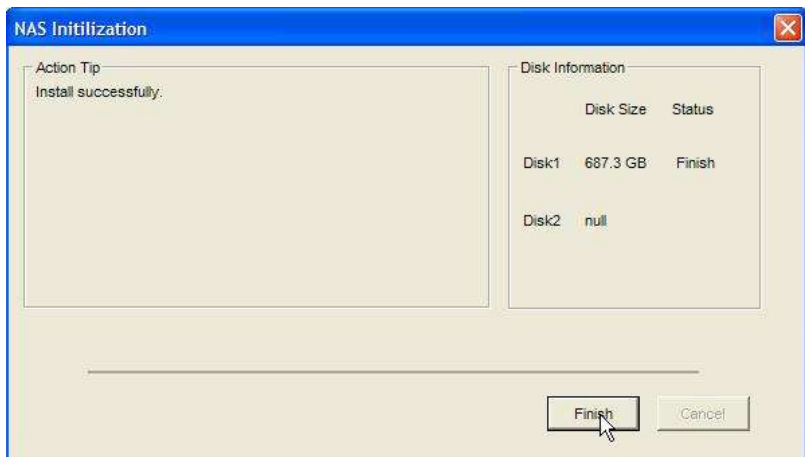 NAS Initilization
Action Tip
Install successfully.
Disk Information
Disk Size Status
Disk1 687.3 GB Finish
Disk2 null
Finish Cancel